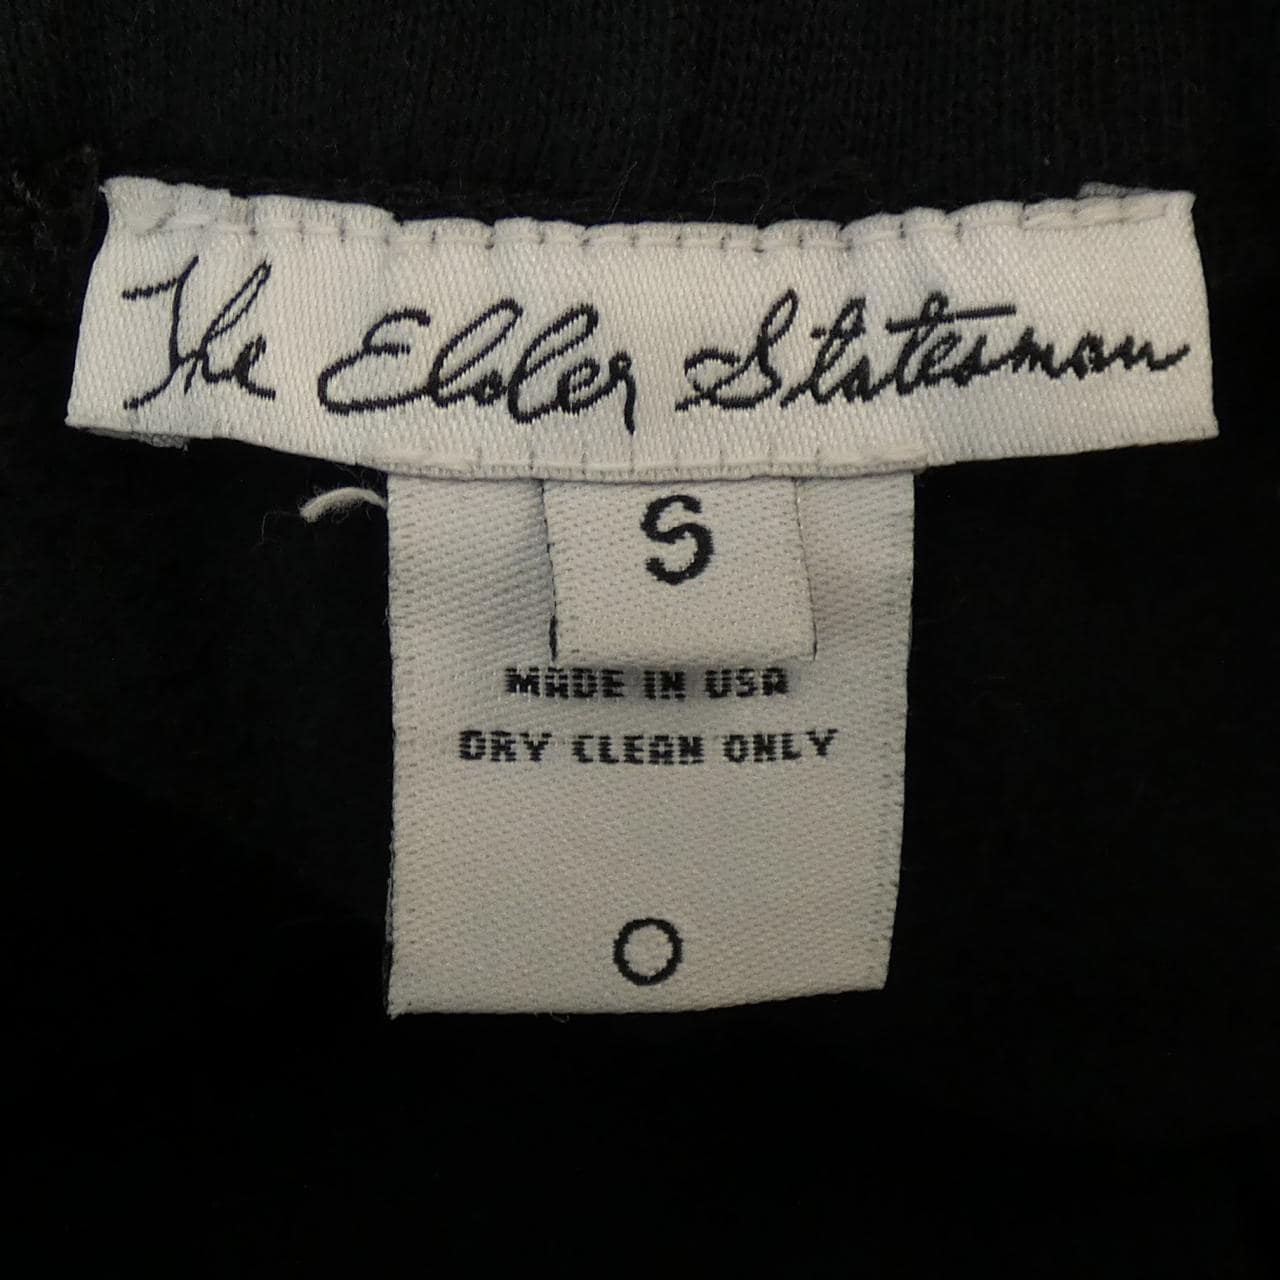 The Elder Statesman
S
MADE IN USA
DRY CLEAN ONLY
O